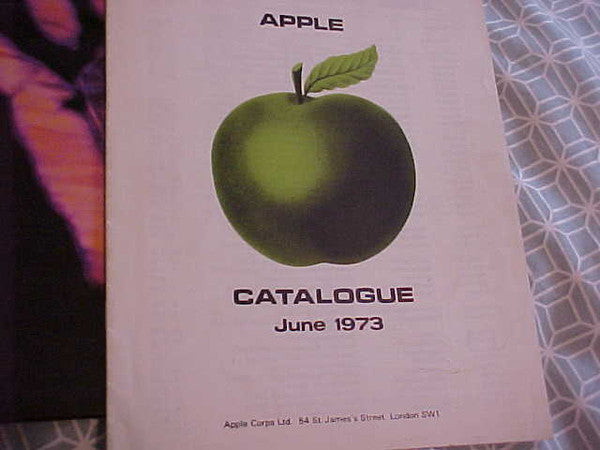 APPLE
CATALOGUE
June 1973
Apple Corps Ltd. 54 St. James's Street, London SW1